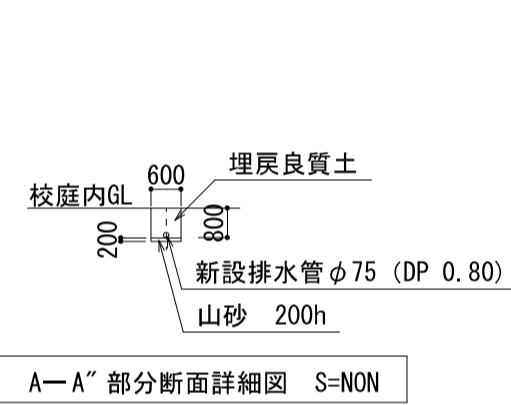 600
埋戻良質土
校庭内GL
200
800
新設排水管φ75 (DP 0.80)
山砂 200h
A―A″部分断面詳細図 S=NON